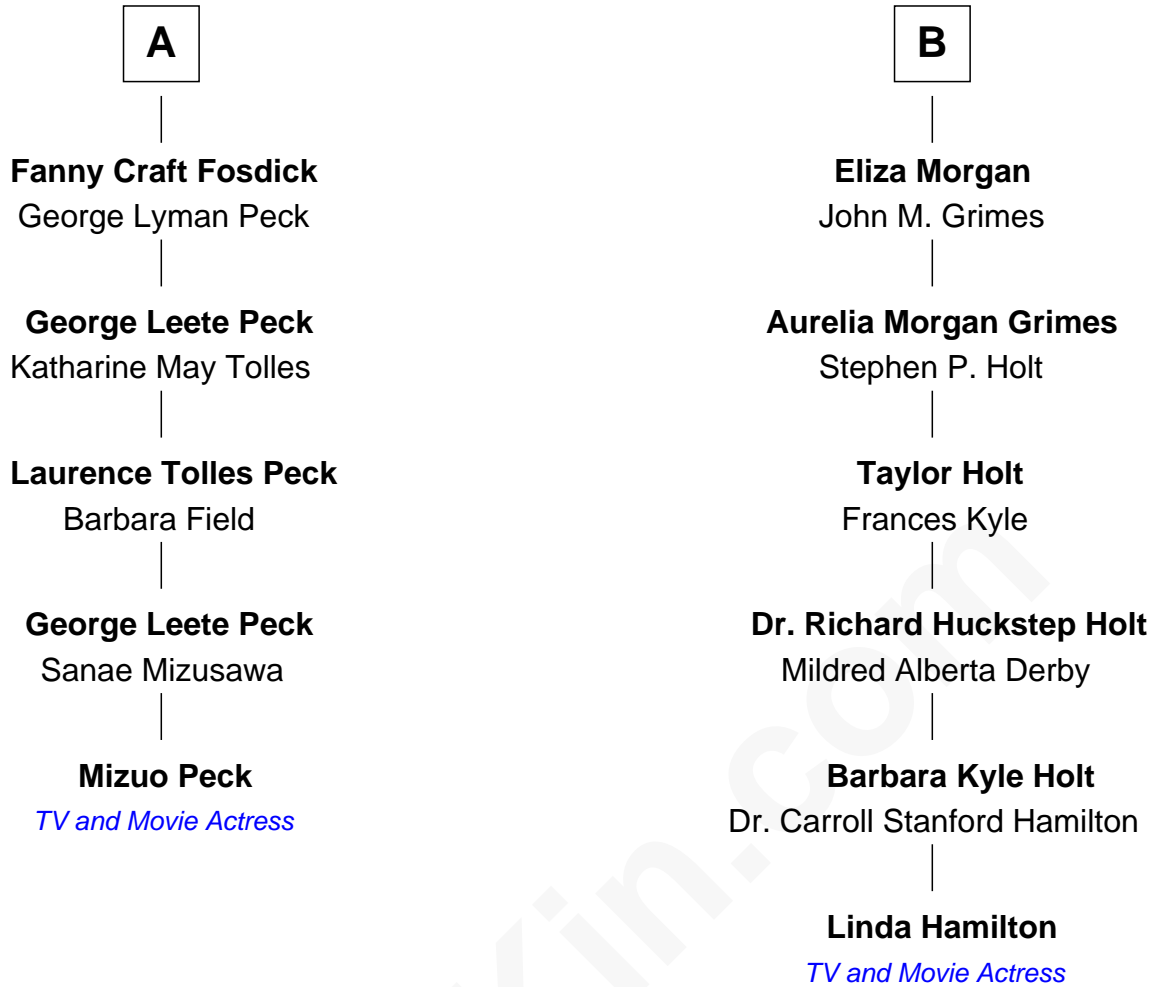 A
Fanny Craft Fosdick
George Lyman Peck
George Leete Peck
Katharine May Tolles
Laurence Tolles Peck
Barbara Field
George Leete Peck
Sanae Mizusawa
Mizuo Peck
TV and Movie Actress
B
Eliza Morgan
John M. Grimes
Aurelia Morgan Grimes
Stephen P. Holt
Taylor Holt
Frances Kyle
Dr. Richard Huckstep Holt
Mildred Alberta Derby
Barbara Kyle Holt
Dr. Carroll Stanford Hamilton
Linda Hamilton
TV and Movie Actress
Kin.com